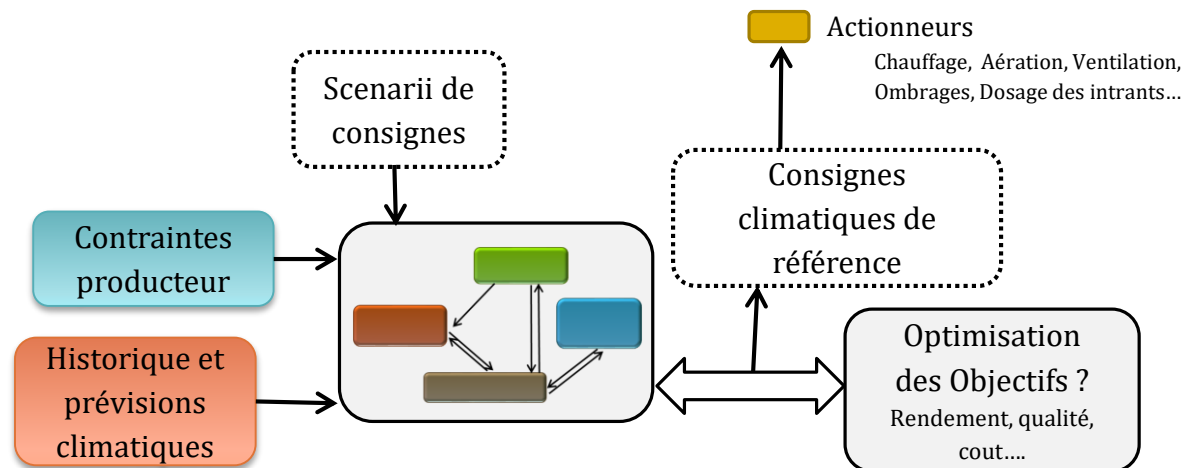 Actionneurs
Chauffage, Aération, Ventilation,
Ombrages, Dosage des intrants…
Scenarii de
consignes
Consignes
climatiques de
référence
Contraintes
producteur
Historique et
prévisions
climatiques
Optimisation
des Objectifs ?
Rendement, qualité,
cout….